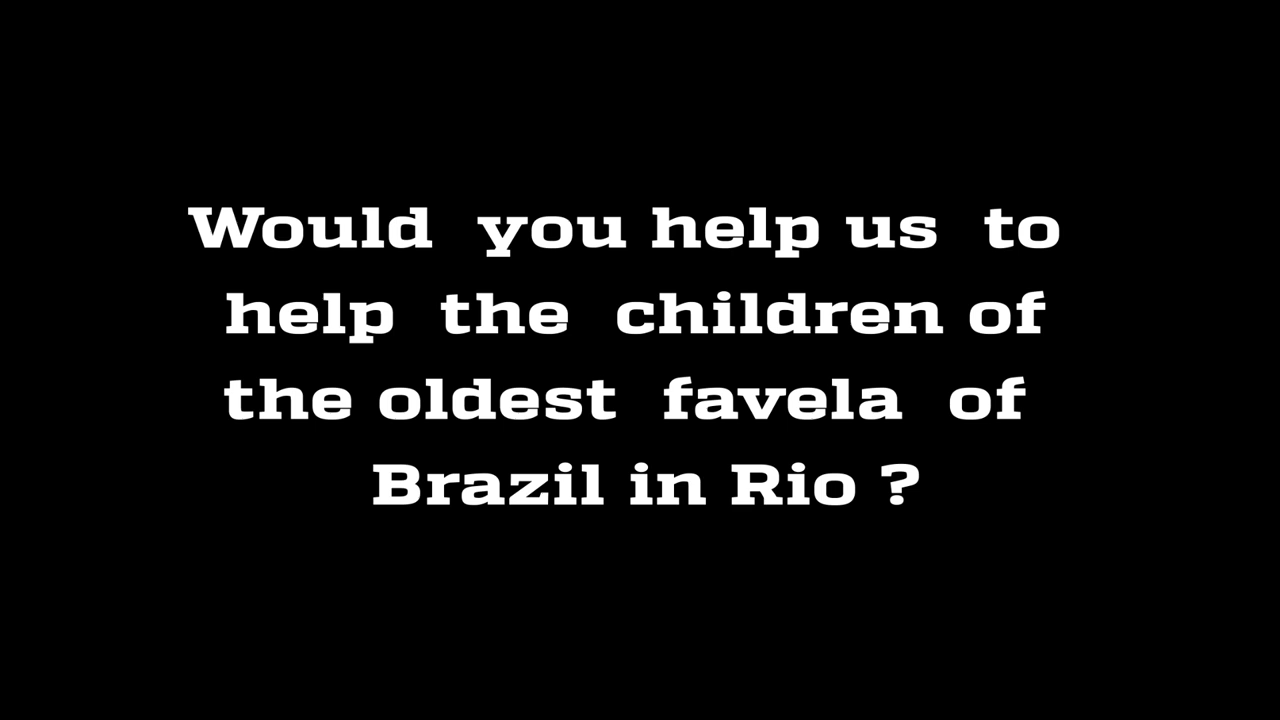 Would you help us to
help the children of
the oldest favela of
Brazil in Rio ?